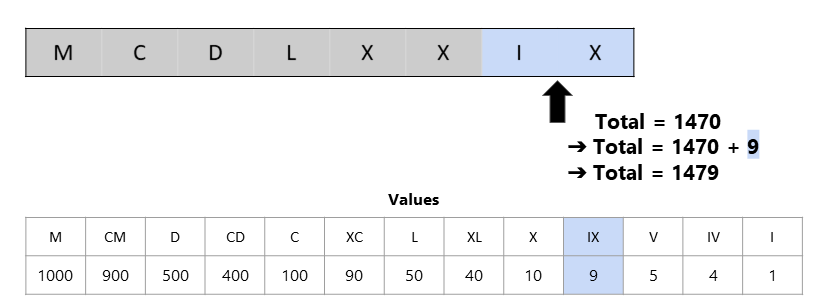 M C D L X X I X
Total = 1470
➔ Total = 1470 + 9
➔ Total = 1479
Values
M CM D CD C XC L XL X IX V IV I
1000 900 500 400 100 90 50 40 10 9 5 4 1